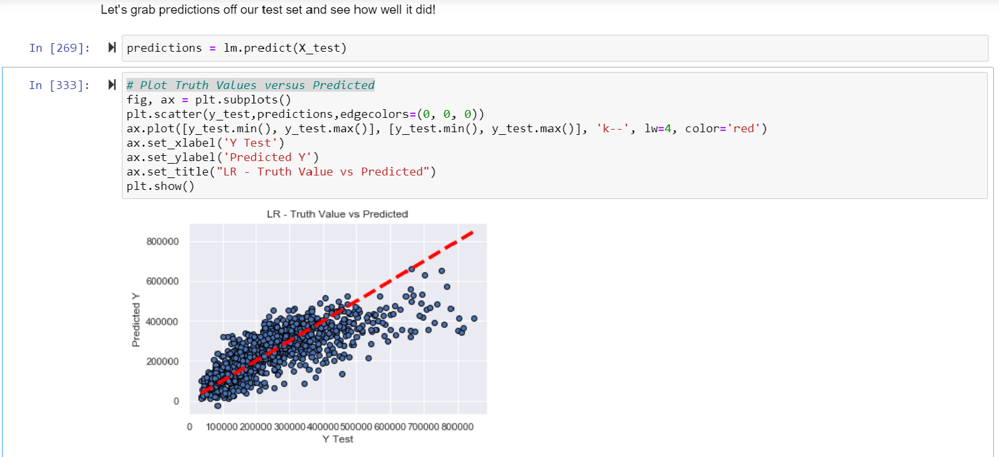 Let's grab predictions off our test set and see how well it did!
In [269]: predictions = lm.predict(X_test)
In [333]: # Plot Truth Values versus Predicted
fig, ax = plt.subplots()
plt.scatter(y_test,predictions,edgecolors=(0, 0, 0))
ax.plot([y_test.min(), y_test.max()], [y_test.min(), y_test.max()], 'k--', lw=4, color='red')
ax.set_xlabel('Y Test')
ax.set_ylabel('Predicted Y')
ax.set_title("LR - Truth Value vs Predicted")
plt.show()
LR - Truth Value vs Predicted
800000
600000
400000
200000
0
Predicted Y
0 100000 200000 300000 400000 500000 600000 700000 800000
Y Test